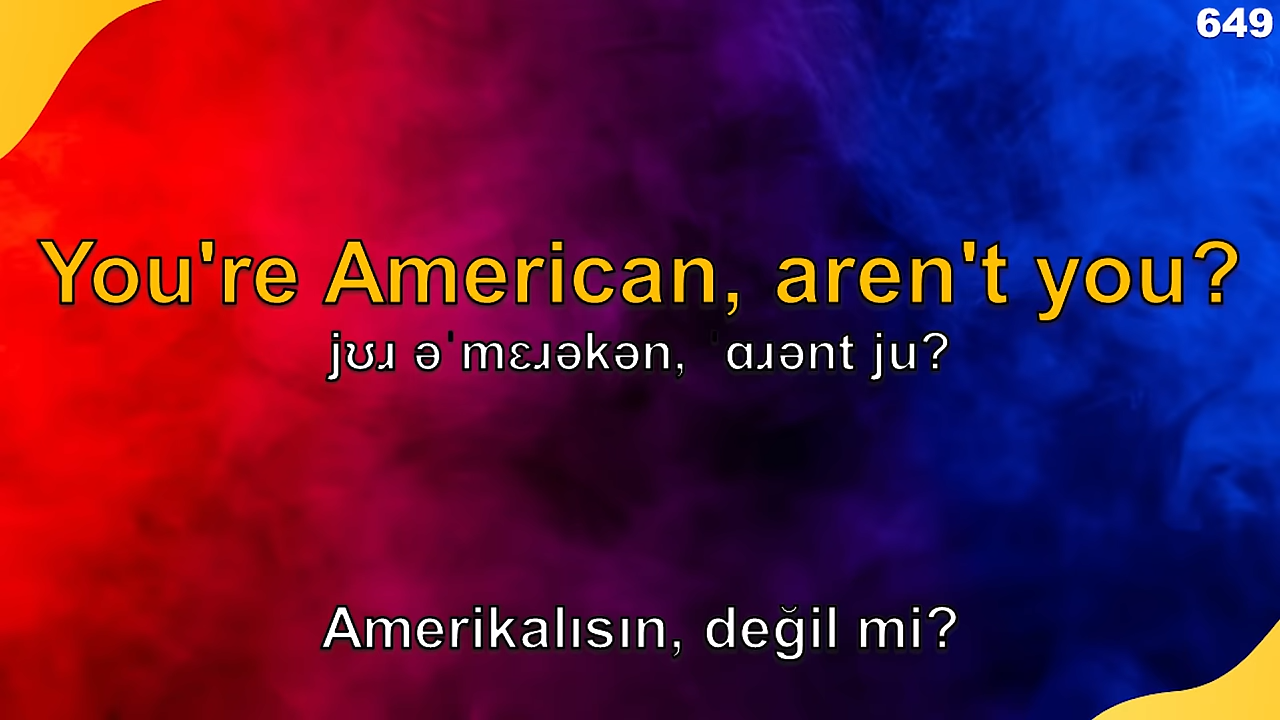 649
You're American, aren't you?
jʊɹ əˈmɛɹəkən, ˈɑɹənt ju?
Amerikalısın, değil mi?